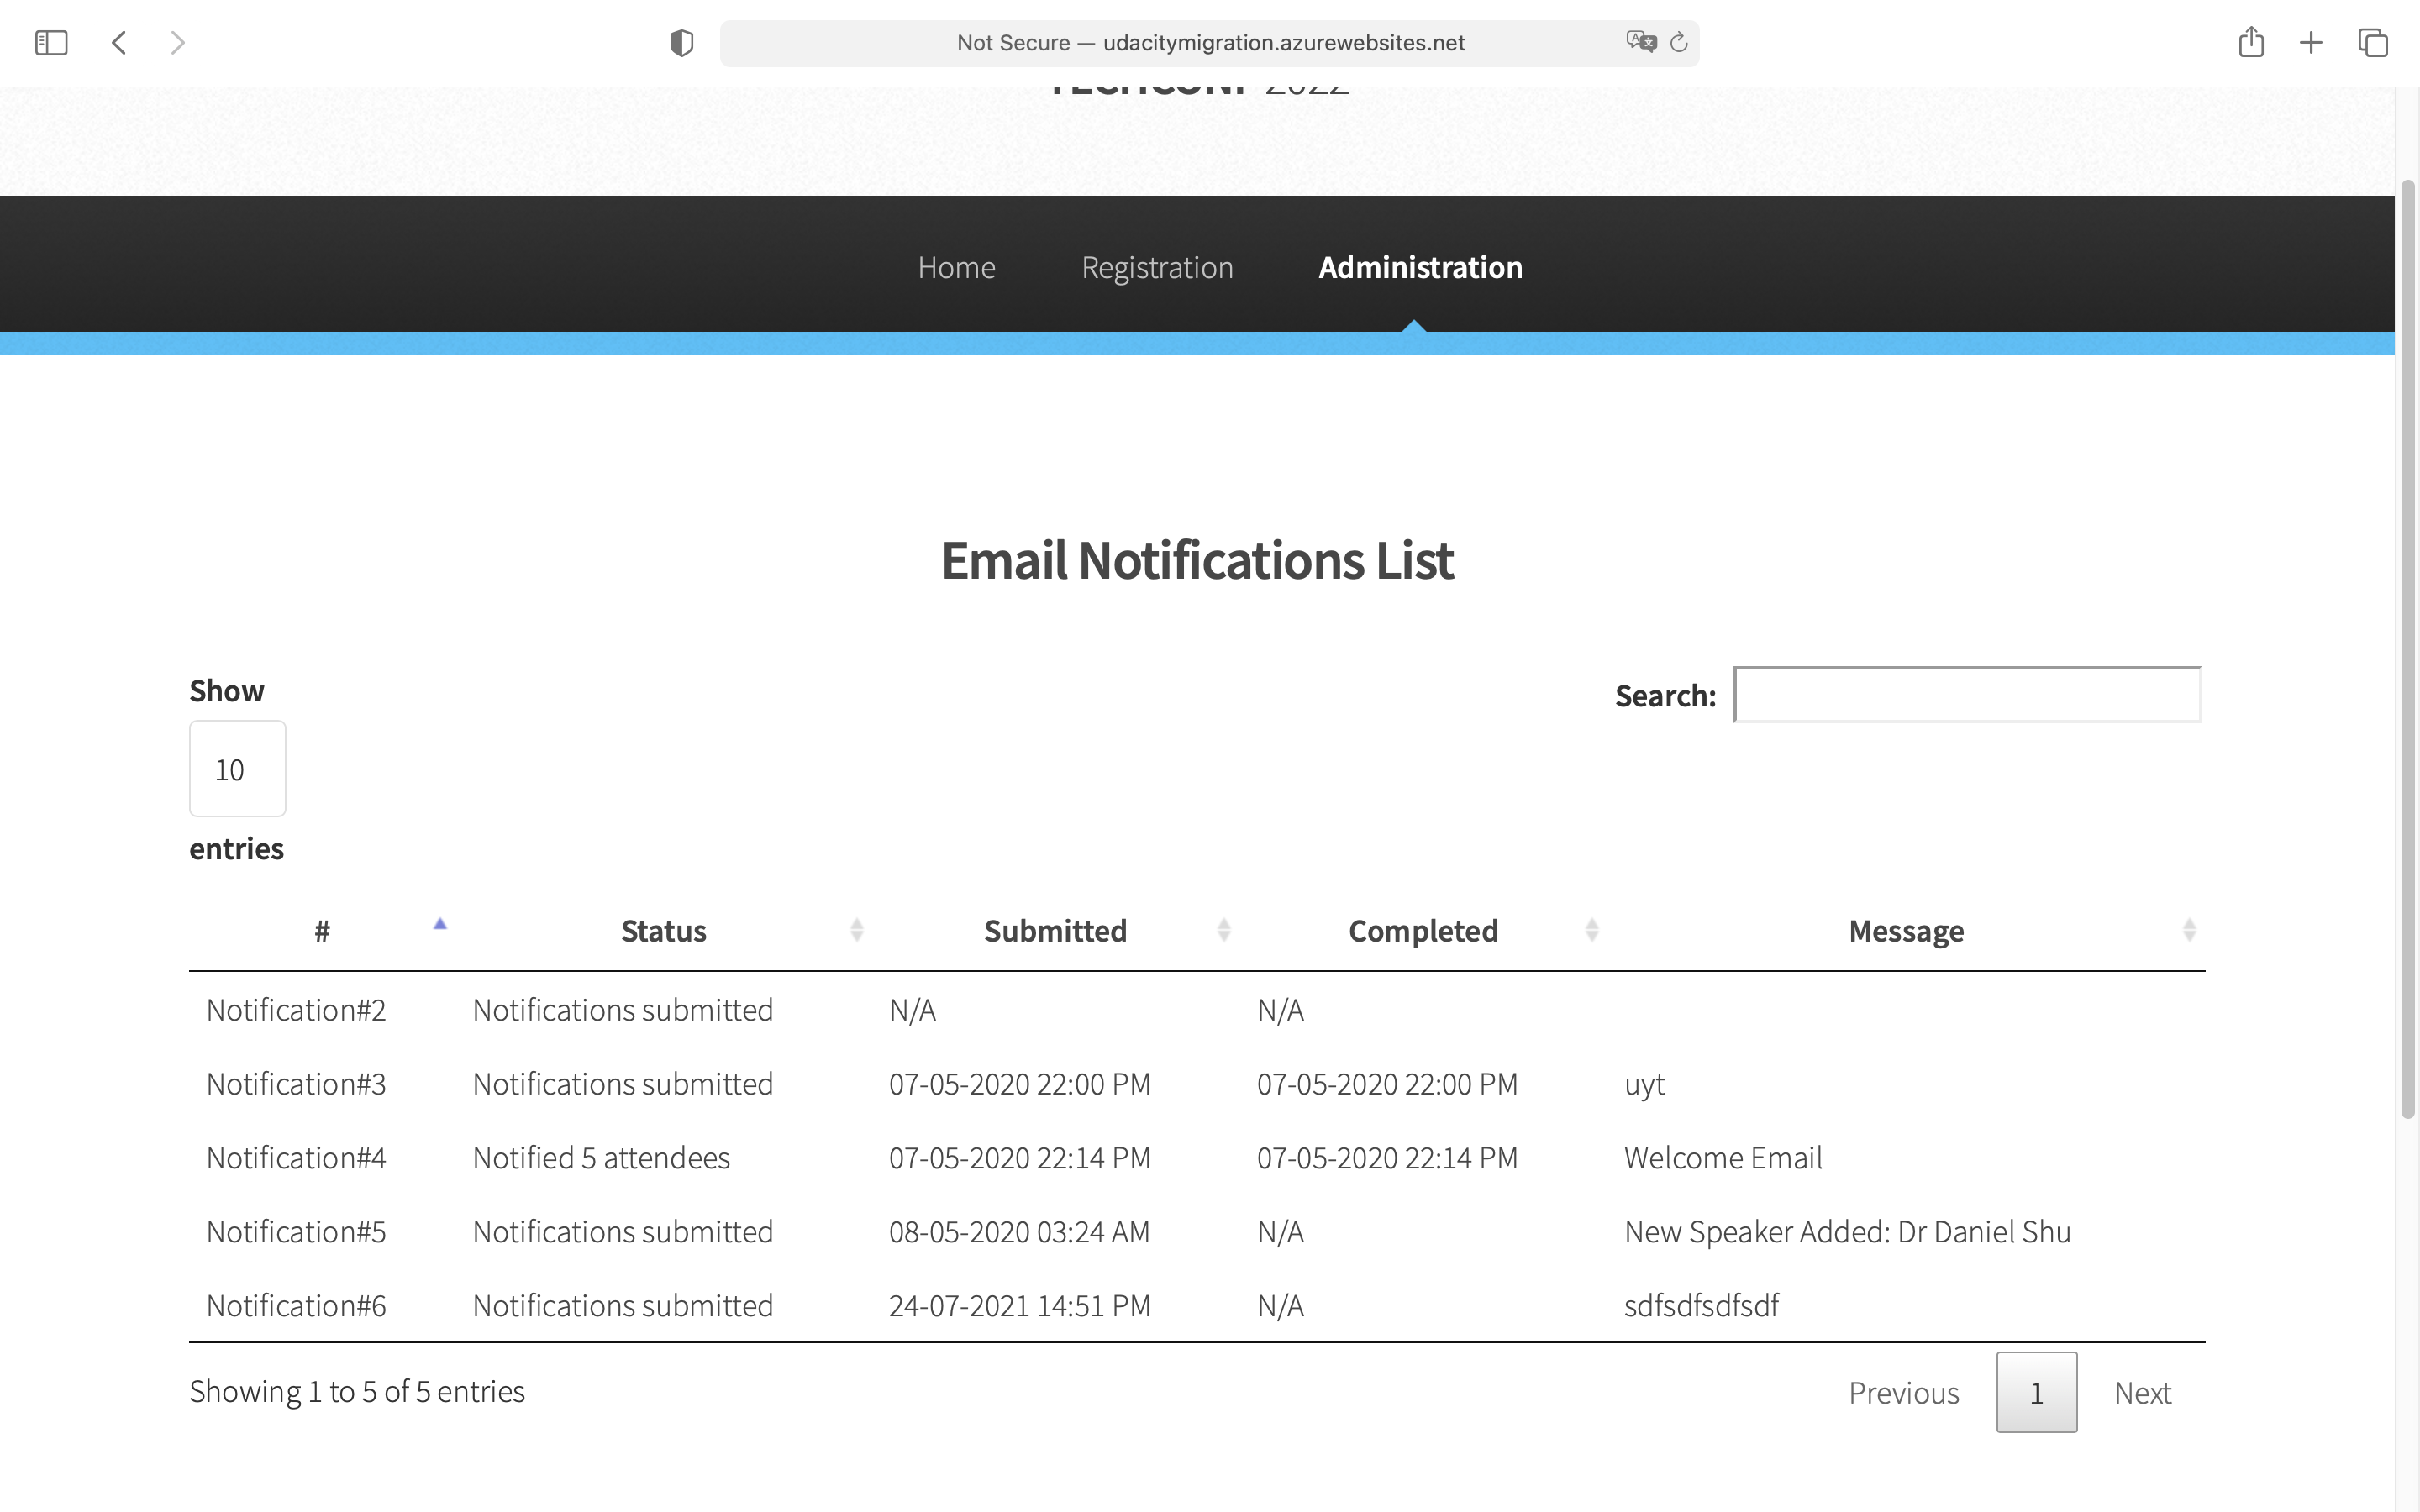 Not Secure — udacitymigration.azurewebsites.net
TECHCONF 2022
Home Registration Administration
Email Notifications List
Show
Search:
10
entries
# Status Submitted Completed Message
Notification#2 Notifications submitted N/A N/A
Notification#3 Notifications submitted 07-05-2020 22:00 PM 07-05-2020 22:00 PM uyt
Notification#4 Notified 5 attendees 07-05-2020 22:14 PM 07-05-2020 22:14 PM Welcome Email
Notification#5 Notifications submitted 08-05-2020 03:24 AM N/A New Speaker Added: Dr Daniel Shu
Notification#6 Notifications submitted 24-07-2021 14:51 PM N/A sdfsdfsdfsdf
Showing 1 to 5 of 5 entries
Previous 1 Next